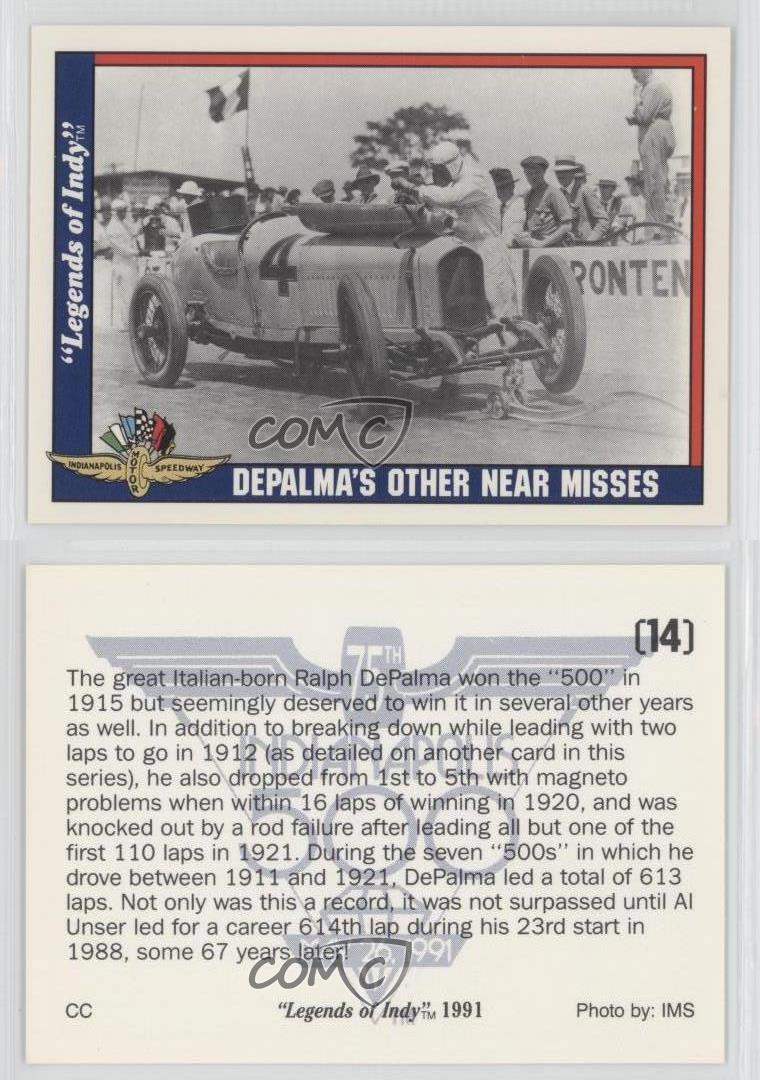 "Legends of Indy"™
4
RONTEN
INDIANAPOLIS
MOTOR
SPEEDWAY
COMC
DEPALMA'S OTHER NEAR MISSES
(14)
75TH
INDIANAPOLIS
500
The great Italian-born Ralph DePalma won the "500" in
1915 but seemingly deserved to win it in several other years
as well. In addition to breaking down while leading with two
laps to go in 1912 (as detailed on another card in this
series), he also dropped from 1st to 5th with magneto
problems when within 16 laps of winning in 1920, and was
knocked out by a rod failure after leading all but one of the
first 110 laps in 1921. During the seven "500s" in which he
drove between 1911 and 1921, DePalma led a total of 613
laps. Not only was this a record, it was not surpassed until Al
Unser led for a career 614th lap during his 23rd start in
1988, some 67 years later!
COMC
CC
"Legends of Indy"™ 1991
Photo by: IMS